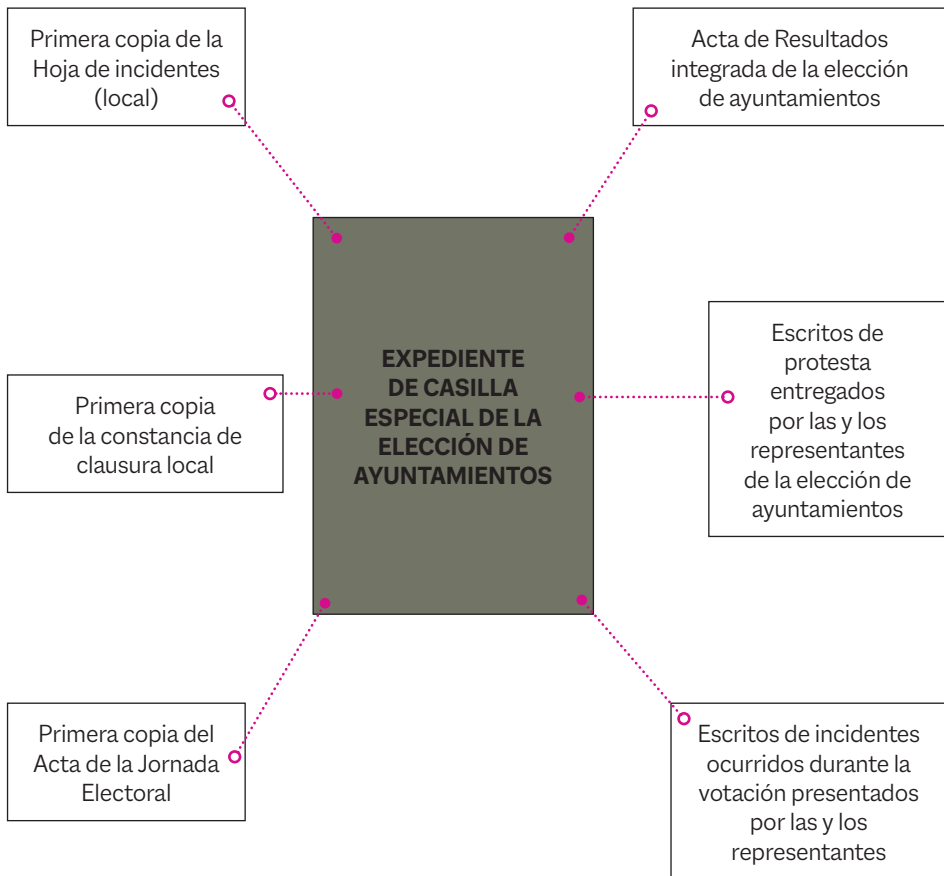 Primera copia de la
Hoja de incidentes
(local)
Acta de Resultados
integrada de la elección
de ayuntamientos
EXPEDIENTE
DE CASILLA
ESPECIAL DE LA
ELECCIÓN DE
AYUNTAMIENTOS
Primera copia
de la constancia de
clausura local
Escritos de
protesta
entregados
por las y los
representantes
de la elección de
ayuntamientos
Primera copia del
Acta de la Jornada
Electoral
Escritos de incidentes
ocurridos durante la
votación presentados
por las y los
representantes